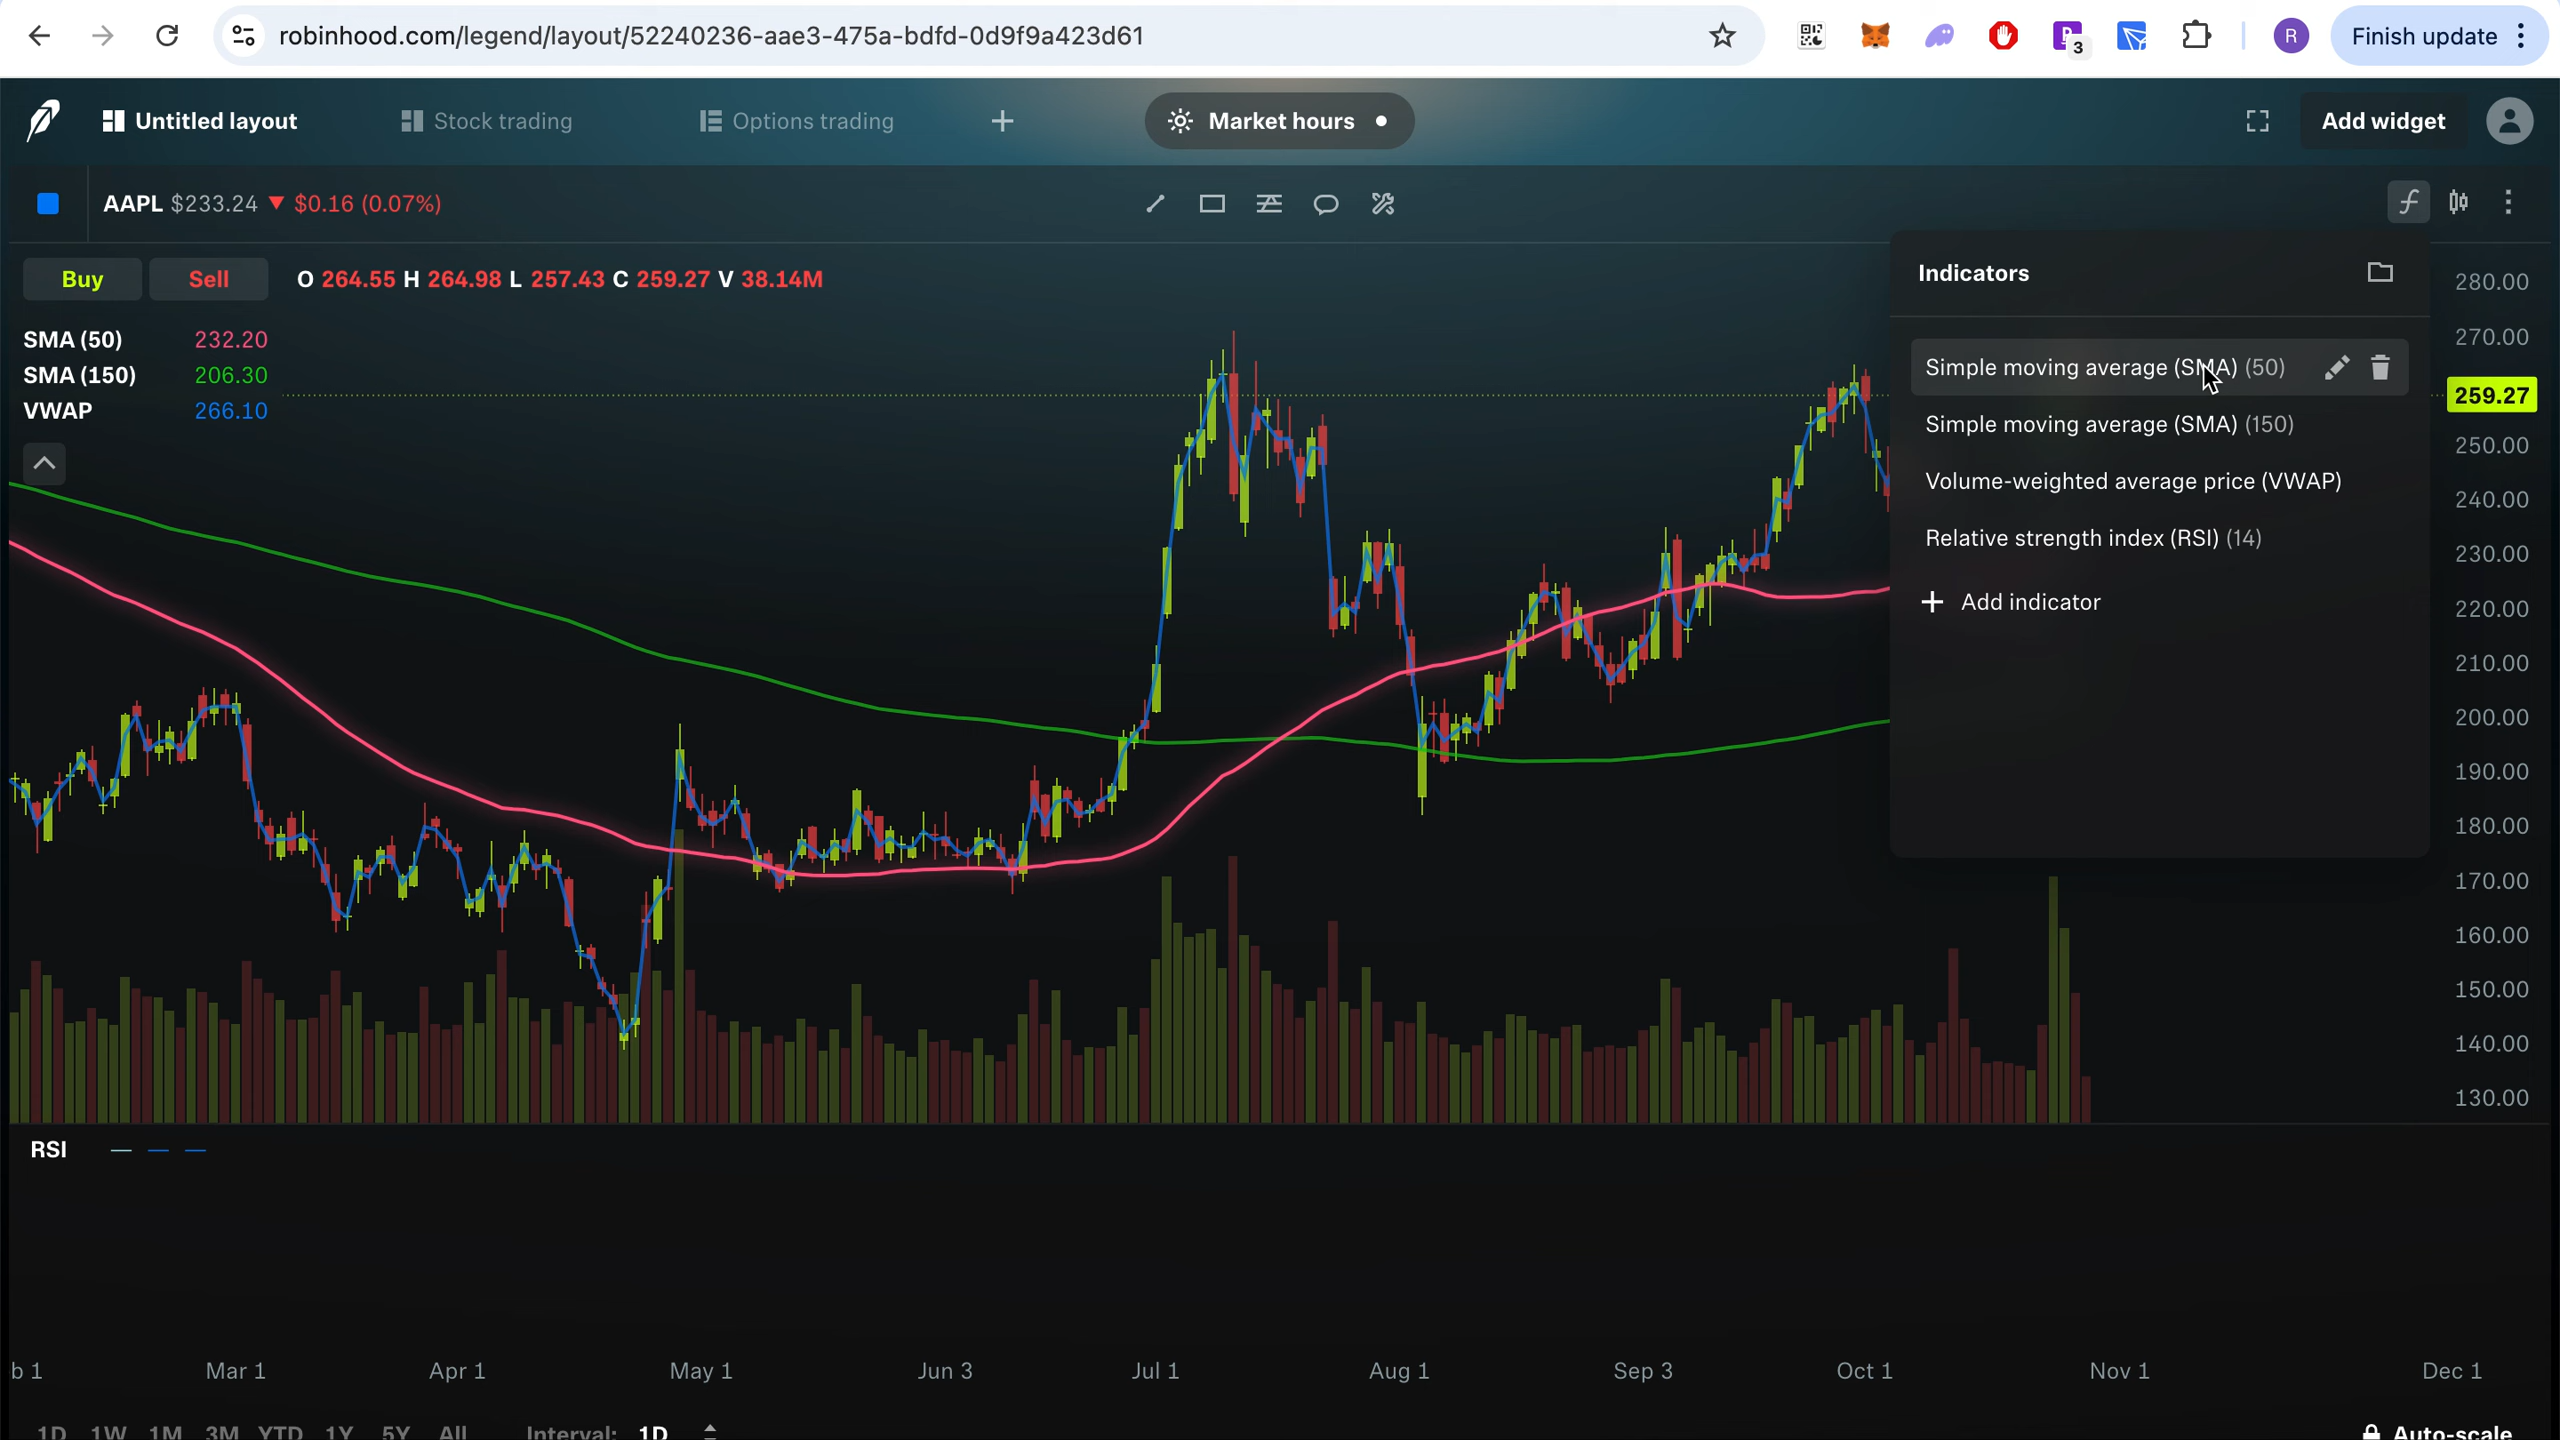 robinhood.com/legend/layout/52240236-aae3-475a-bdfd-0d9f9a423d61
3
R
Finish update
Untitled layout
Stock trading
Options trading
Market hours
Add widget
AAPL $233.24 ▼ $0.16 (0.07%)
Buy
Sell
O 264.55 H 264.98 L 257.43 C 259.27 V 38.14M
SMA (50) 232.20
SMA (150) 206.30
VWAP 266.10
Indicators
Simple moving average (SMA) (50)
Simple moving average (SMA) (150)
Volume-weighted average price (VWAP)
Relative strength index (RSI) (14)
+ Add indicator
280.00
270.00
259.27
250.00
240.00
230.00
220.00
210.00
200.00
190.00
180.00
170.00
160.00
150.00
140.00
130.00
RSI
b 1 Mar 1 Apr 1 May 1 Jun 3 Jul 1 Aug 1 Sep 3 Oct 1 Nov 1 Dec 1
1D 1W 1M 3M YTD 1Y 5Y All Interval: 1D Auto-scale